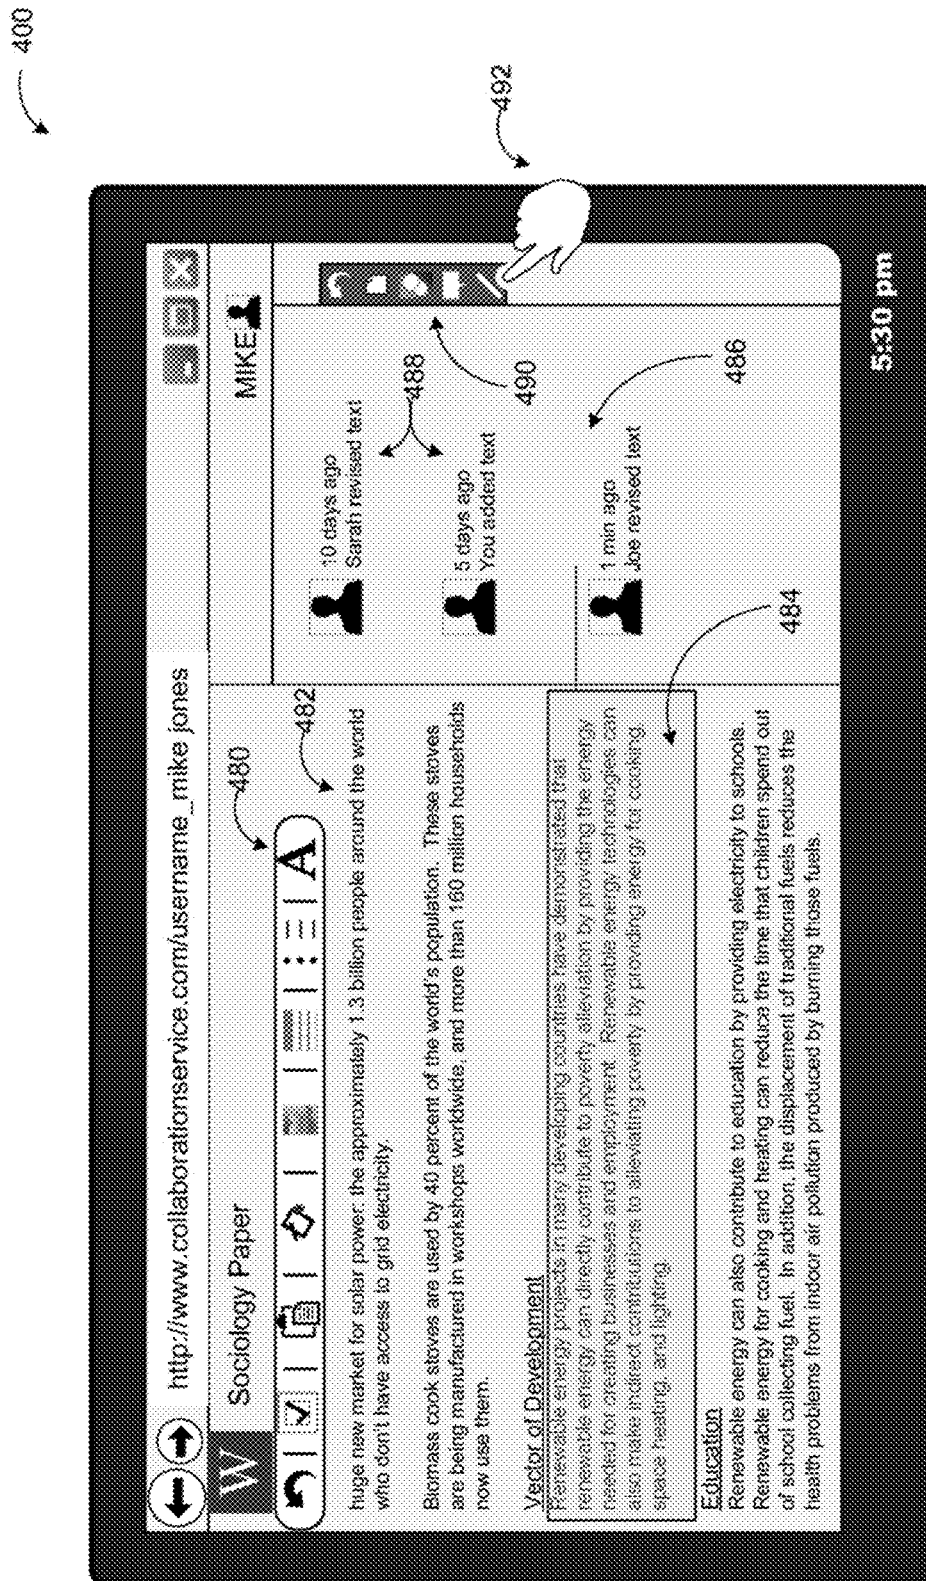 400
http://www.collaborationservice.com/username_mike jones
W
Sociology Paper
MIKE
480
A
482
huge new market for solar power: the approximately 1.3 billion people around the world
who don't have access to grid electricity.
Biomass cook stoves are used by 40 percent of the world's population. These stoves
are being manufactured in workshops worldwide, and more than 160 million households
now use them.
Vector of Development
Renewable energy projects in many developing countries have demonstrated that
renewable energy can directly contribute to poverty alleviation by providing the energy
needed for creating businesses and employment. Renewable energy technologies can
also make indirect contributions to alleviating poverty by providing energy for cooking,
space heating, and lighting.
Education
Renewable energy can also contribute to education by providing electricity to schools.
Renewable energy for cooking and heating can reduce the time that children spend out
of school collecting fuel. In addition, the displacement of traditional fuels reduces the
health problems from indoor air pollution produced by burning those fuels.
10 days ago
Sarah revised text
488
5 days ago
You added text
490
1 min ago
Joe revised text
486
484
492
5:30 pm